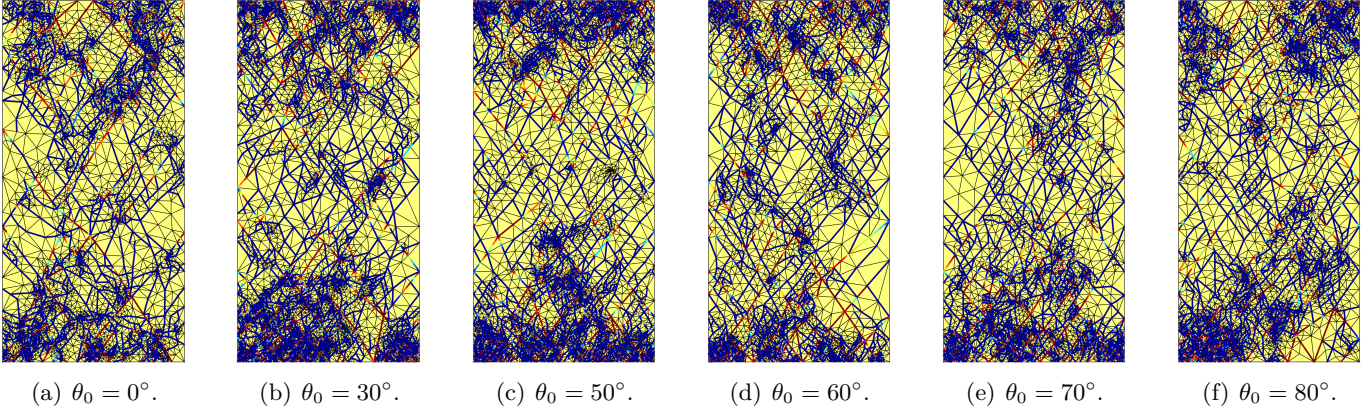 (a) θ₀ = 0°. (b) θ₀ = 30°. (c) θ₀ = 50°. (d) θ₀ = 60°. (e) θ₀ = 70°. (f) θ₀ = 80°.